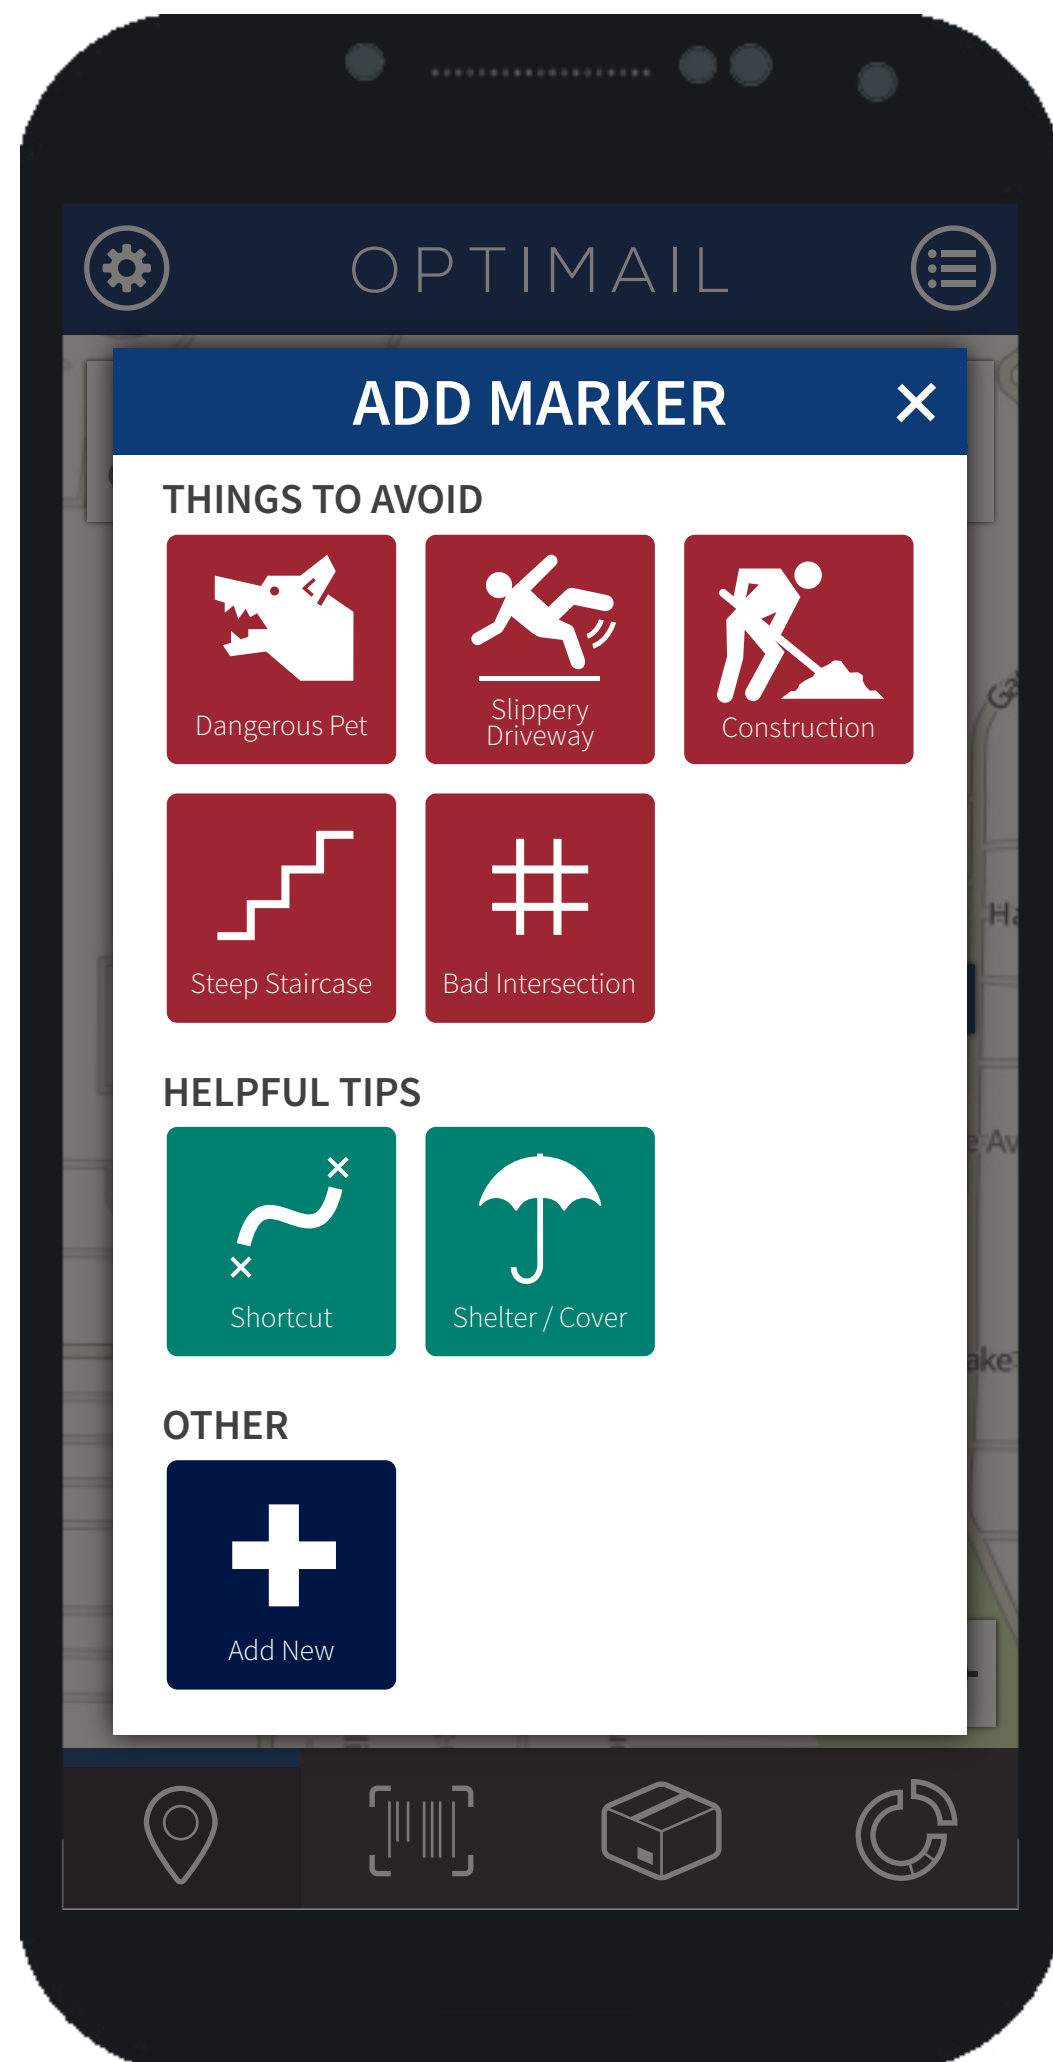 OPTIMAIL
ADD MARKER
THINGS TO AVOID
Dangerous Pet
Slippery
Driveway
Construction
Steep Staircase
Bad Intersection
HELPFUL TIPS
Shortcut
Shelter / Cover
OTHER
Add New